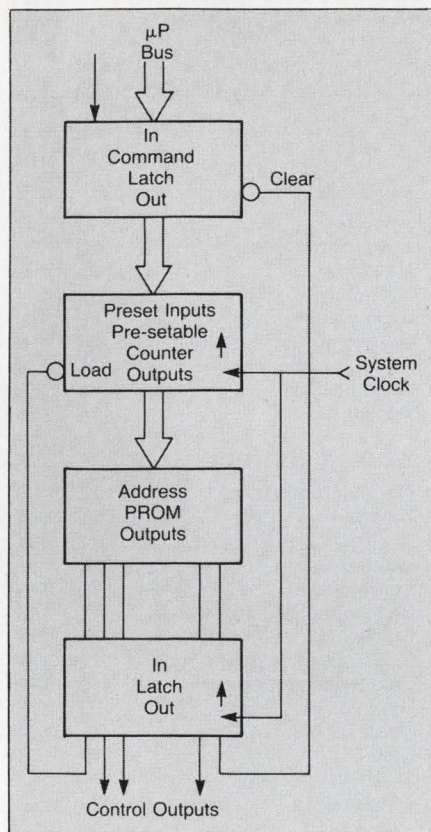 μP
Bus
In
Command
Latch
Out
Clear
Preset Inputs
Pre-setable
Counter
Outputs
Load
System
Clock
Address
PROM
Outputs
In
Latch
Out
Control Outputs